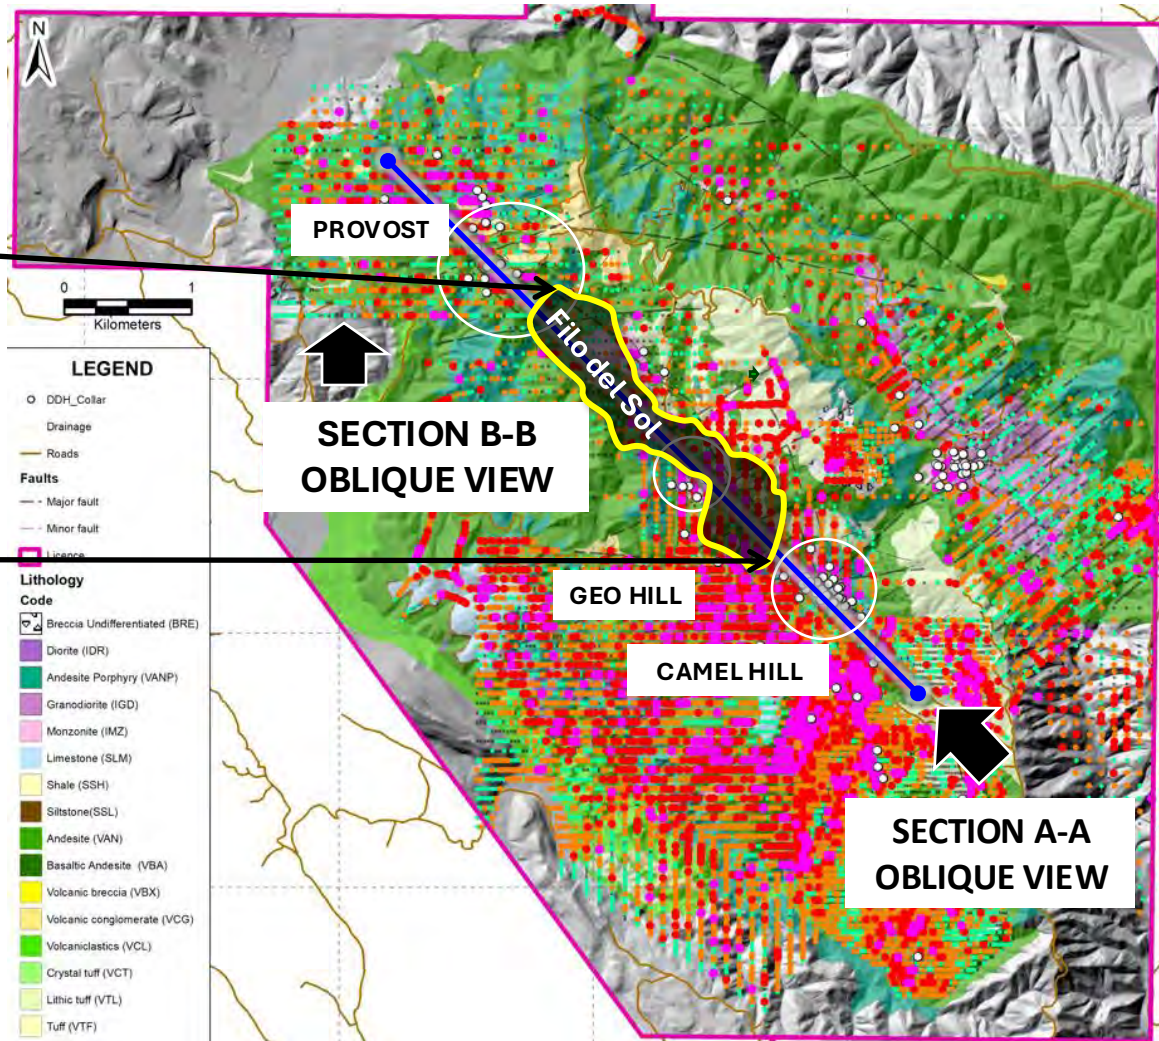 N
PROVOST
0 1
Kilometers
Filo del Sol
LEGEND
DDH_Collar
Drainage
Roads
Faults
Major fault
Minor fault
Licence
Lithology
Code
Breccia Undifferentiated (BRE)
Diorite (IDR)
Andesite Porphyry (VANP)
Granodiorite (IGD)
Monzonite (IMZ)
Limestone (SLM)
Shale (SSH)
Siltstone(SSL)
Andesite (VAN)
Basaltic Andesite (VBA)
Volcanic breccia (VBX)
Volcanic conglomerate (VCG)
Volcaniclastics (VCL)
Crystal tuff (VCT)
Lithic tuff (VTL)
Tuff (VTF)
SECTION B-B
OBLIQUE VIEW
GEO HILL
CAMEL HILL
SECTION A-A
OBLIQUE VIEW